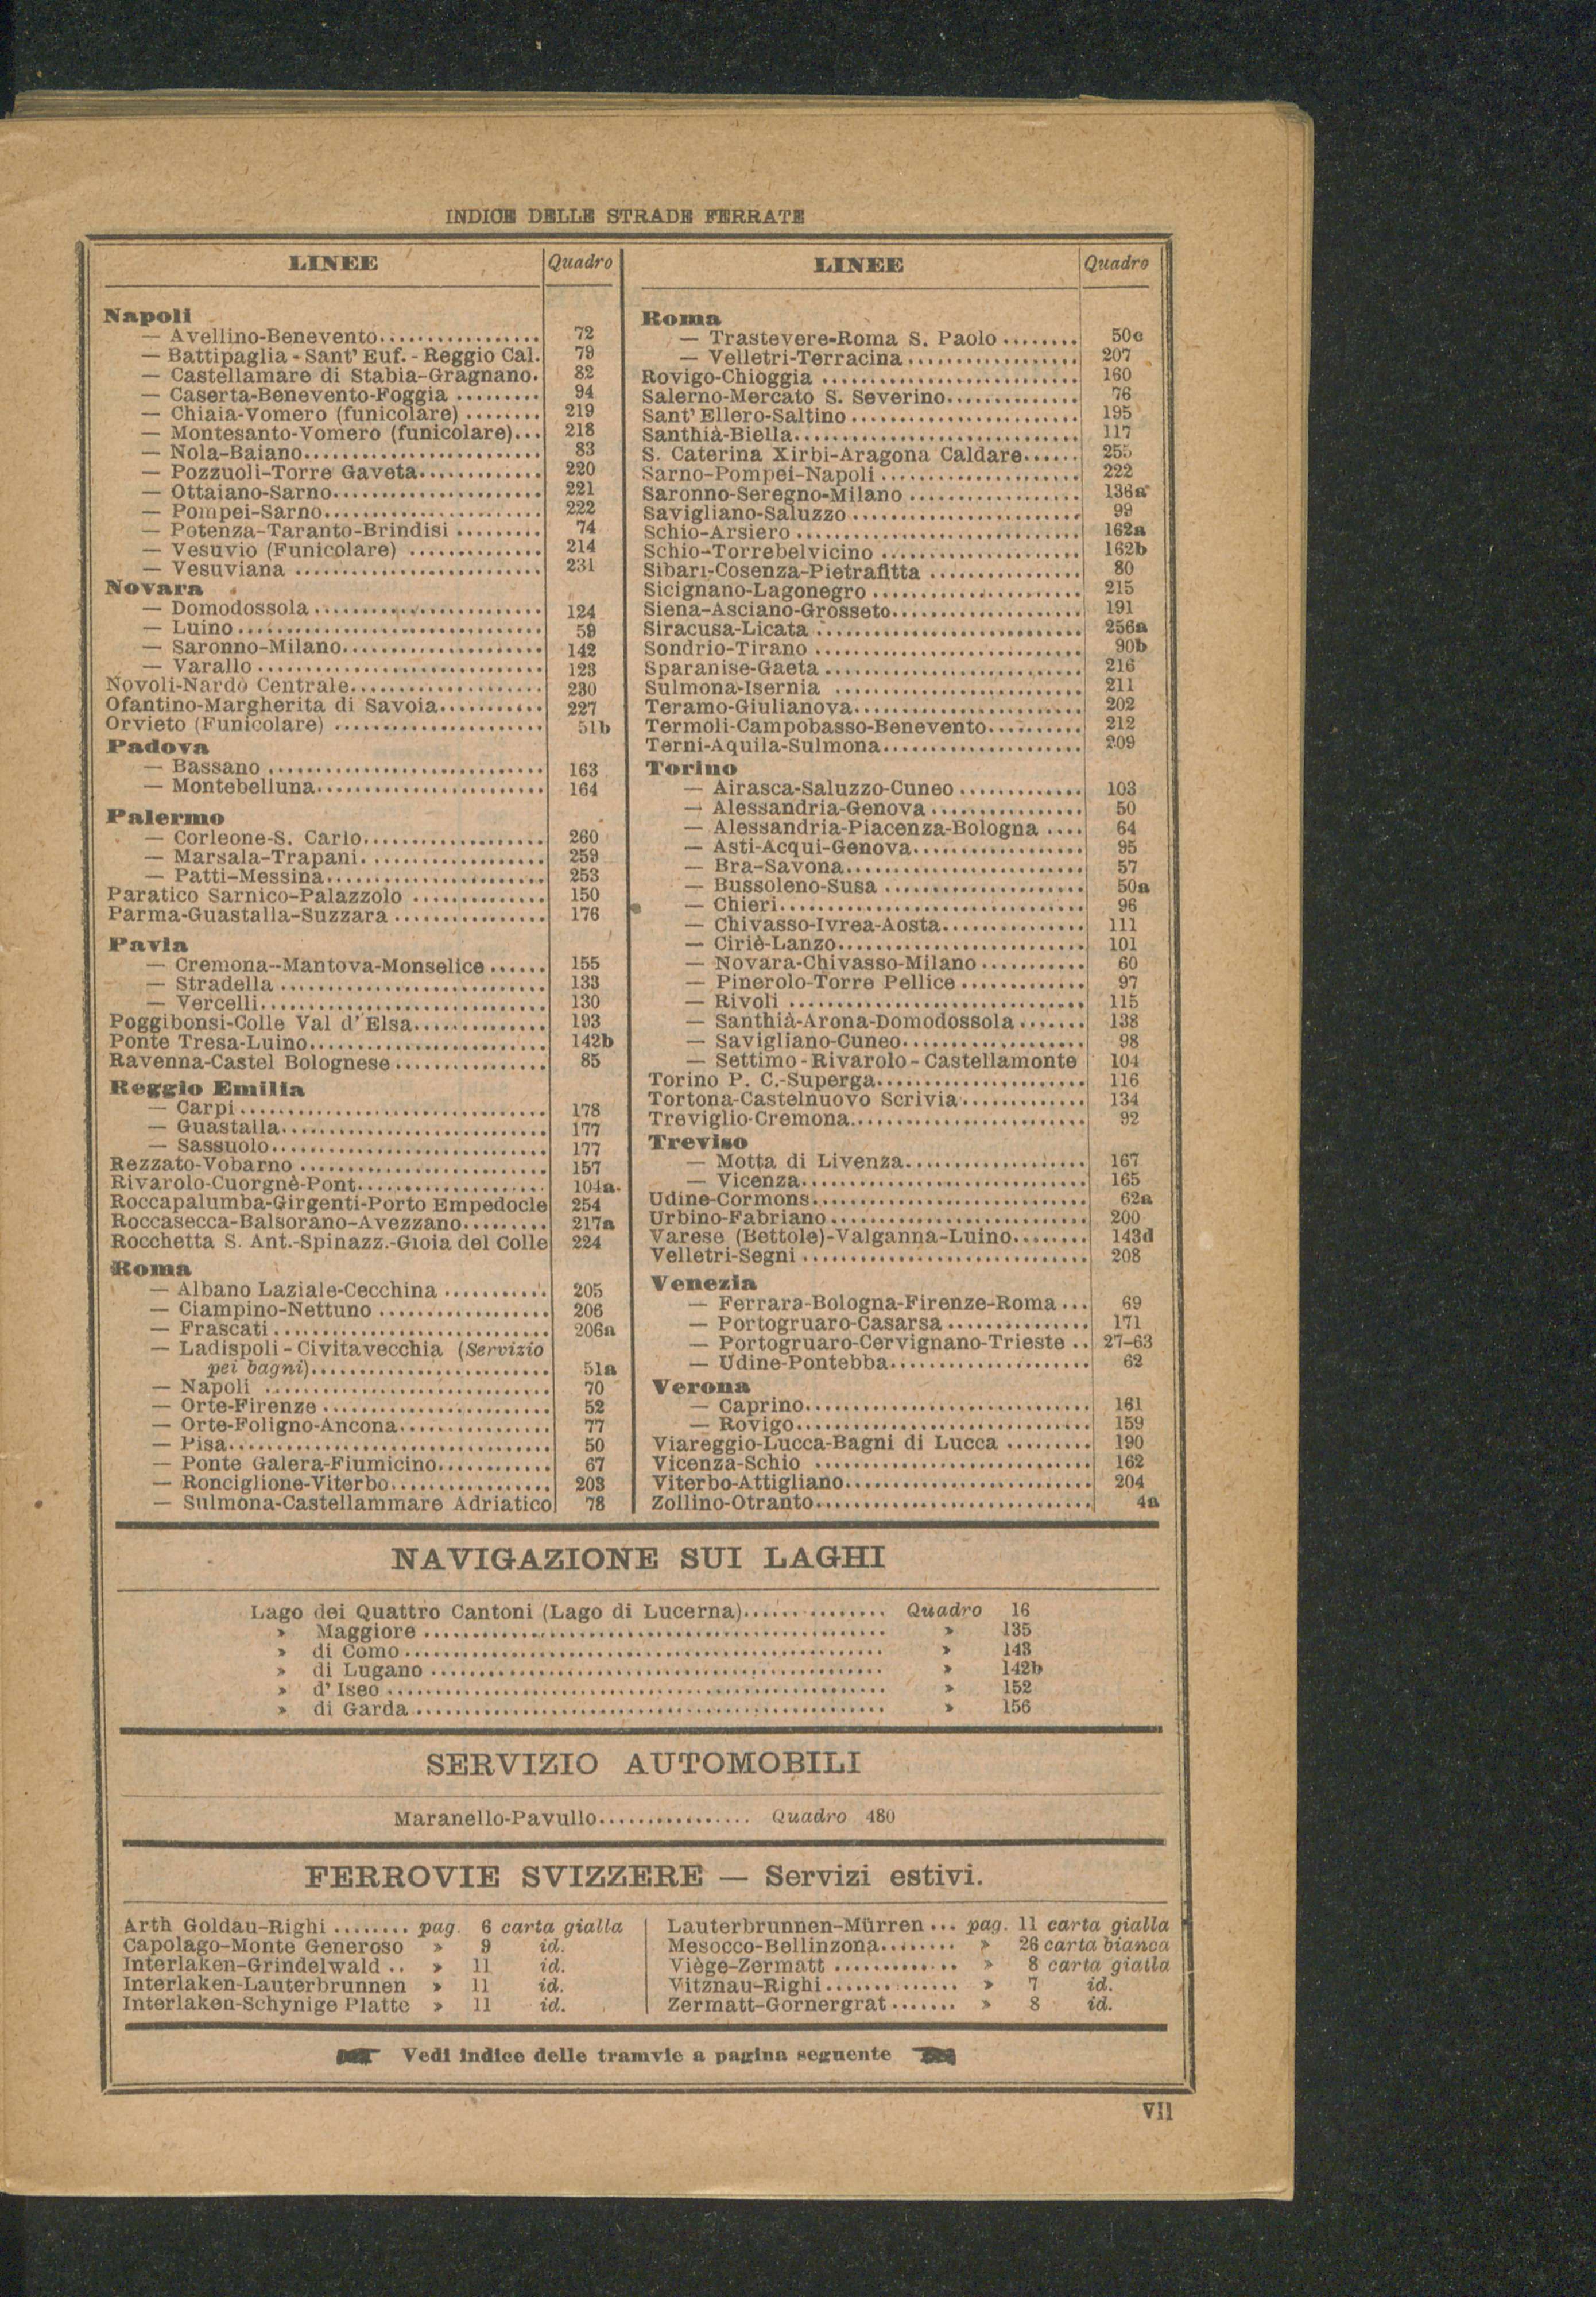 INDICE DELLE STRADE FERRATE
LINEE Quadro
Napoli
— Avellino-Benevento................. 72
— Battipaglia - Sant' Euf. - Reggio Cal. 79
— Castellamare di Stabia-Gragnano. 82
— Caserta-Benevento-Foggia ......... 94
— Chiaia-Vomero (funicolare) ........ 219
— Montesanto-Vomero (funicolare)... 218
— Nola-Baiano......................... 83
— Pozzuoli-Torre Gaveta............. 220
— Ottaiano-Sarno...................... 221
— Pompei-Sarno....................... 222
— Potenza-Taranto-Brindisi ......... 74
— Vesuvio (Funicolare) .............. 214
— Vesuviana .......................... 231
Novara
— Domodossola........................ 124
— Luino................................ 59
— Saronno-Milano..................... 142
— Varallo.............................. 123
Novoli-Nardò Centrale.................... 230
Ofantino-Margherita di Savoia........... 227
Orvieto (Funicolare) ...................... 51b
Padova
— Bassano ............................. 163
— Montebelluna........................ 164
Palermo
— Corleone-S. Carlo................... 260
— Marsala-Trapani.................... 259
— Patti-Messina....................... 253
Paratico Sarnico-Palazzolo .............. 150
Parma-Guastalla-Suzzara ................ 176
Pavia
— Cremona--Mantova-Monselice ...... 155
— Stradella ............................ 133
— Vercelli.............................. 130
Poggibonsi-Colle Val d' Elsa.............. 193
Ponte Tresa-Luino......................... 142b
Ravenna-Castel Bolognese................ 85
Reggio Emilia
— Carpi................................ 178
— Guastalla............................ 177
— Sassuolo............................. 177
Rezzato-Vobarno .......................... 157
Rivarolo-Cuorgnè-Pont.................... 104a
Roccapalumba-Girgenti-Porto Empedocle 254
Roccasecca-Balsorano-Avezzano......... 217a
Rocchetta S. Ant.-Spinazz.-Gioia del Colle 224
Roma
— Albano Laziale-Cecchina ........... 205
— Ciampino-Nettuno .................. 206
— Frascati............................. 206a
— Ladispoli - Civitavecchia (Servizio
pei bagni)......................... 51a
— Napoli .............................. 70
— Orte-Firenze........................ 52
— Orte-Foligno-Ancona................ 77
— Pisa.................................. 50
— Ponte Galera-Fiumicino............ 67
— Ronciglione-Viterbo................. 203
— Sulmona-Castellammare Adriatico 78
LINEE Quadro
Roma
— Trastevere-Roma S. Paolo ........ 50c
— Velletri-Terracina.................. 207
Rovigo-Chioggia ........................... 160
Salerno-Mercato S. Severino.............. 76
Sant' Ellero-Saltino ........................ 195
Santhià-Biella.............................. 117
S. Caterina Xirbi-Aragona Caldare...... 255
Sarno-Pompei-Napoli ..................... 222
Saronno-Seregno-Milano .................. 136a
Savigliano-Saluzzo ........................ 99
Schio-Arsiero .............................. 162a
Schio-Torrebelvicino ..................... 162b
Sibari-Cosenza-Pietrafitta ................ 80
Sicignano-Lagonegro ...................... 215
Siena-Asciano-Grosseto.................... 191
Siracusa-Licata ............................ 256a
Sondrio-Tirano ............................ 90b
Sparanise-Gaeta ........................... 216
Sulmona-Isernia .......................... 211
Teramo-Giulianova........................ 202
Termoli-Campobasso-Benevento.......... 212
Terni-Aquila-Sulmona..................... 209
Torino
— Airasca-Saluzzo-Cuneo ............. 103
— Alessandria-Genova ................ 50
— Alessandria-Piacenza-Bologna .... 64
— Asti-Acqui-Genova.................. 95
— Bra-Savona......................... 57
— Bussoleno-Susa ..................... 50a
— Chieri................................ 96
— Chivasso-Ivrea-Aosta............... 111
— Ciriè-Lanzo.......................... 101
— Novara-Chivasso-Milano........... 60
— Pinerolo-Torre Pellice ............. 97
— Rivoli ............................... 115
— Santhià-Arona-Domodossola ....... 138
— Savigliano-Cuneo................... 98
— Settimo - Rivarolo - Castellamonte 104
Torino P. C.-Superga...................... 116
Tortona-Castelnuovo Scrivia............. 134
Treviglio-Cremona........................ 92
Treviso
— Motta di Livenza................... 167
— Vicenza.............................. 165
Udine-Cormons............................. 62a
Urbino-Fabriano........................... 200
Varese (Bettole)-Valganna-Luino........ 143d
Velletri-Segni .............................. 208
Venezia
— Ferrara-Bologna-Firenze-Roma ... 69
— Portogruaro-Casarsa ............... 171
— Portogruaro-Cervignano-Trieste .. 27-63
— Udine-Pontebba..................... 62
Verona
— Caprino.............................. 161
— Rovigo............................... 159
Viareggio-Lucca-Bagni di Lucca ......... 190
Vicenza-Schio ............................. 162
Viterbo-Attigliano.......................... 204
Zollino-Otranto............................. 4a
NAVIGAZIONE SUI LAGHI
Lago dei Quattro Cantoni (Lago di Lucerna)............... Quadro 16
» Maggiore ............................................... » 135
» di Como ................................................. » 143
» di Lugano ............................................... » 142b
» d' Iseo ................................................... » 152
» di Garda ................................................ » 156
SERVIZIO AUTOMOBILI
Maranello-Pavullo................ Quadro 480
FERROVIE SVIZZERE — Servizi estivi.
Arth Goldau-Righi ........ pag. 6 carta gialla
Capolago-Monte Generoso » 9 id.
Interlaken-Grindelwald .. » 11 id.
Interlaken-Lauterbrunnen » 11 id.
Interlaken-Schynige Platte » 11 id.
Lauterbrunnen-Mürren ... pag. 11 carta gialla
Mesocco-Bellinzona........ » 26 carta bianca
Viège-Zermatt ............. » 8 carta gialla
Vitznau-Righi.............. » 7 id.
Zermatt-Gornergrat....... » 8 id.
Vedi indice delle tramvie a pagina seguente
VII